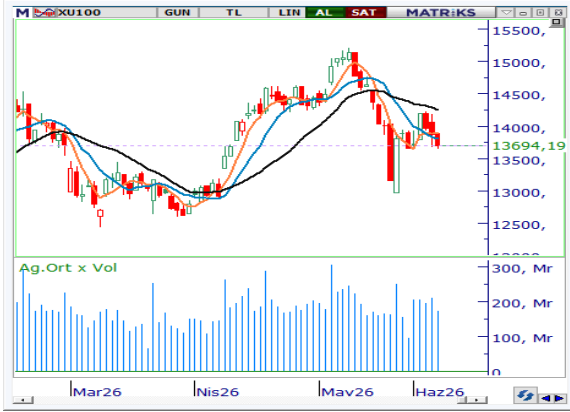 M XU100 GUN TL LIN AL SAT MATRiKS
15500,
15000,
14500,
14000,
13694,19
13500,
13000,
12500,
12000,
Ag.Ort x Vol
300, Mr
200, Mr
100, Mr
0
Mar26 Nis26 May26 Haz26